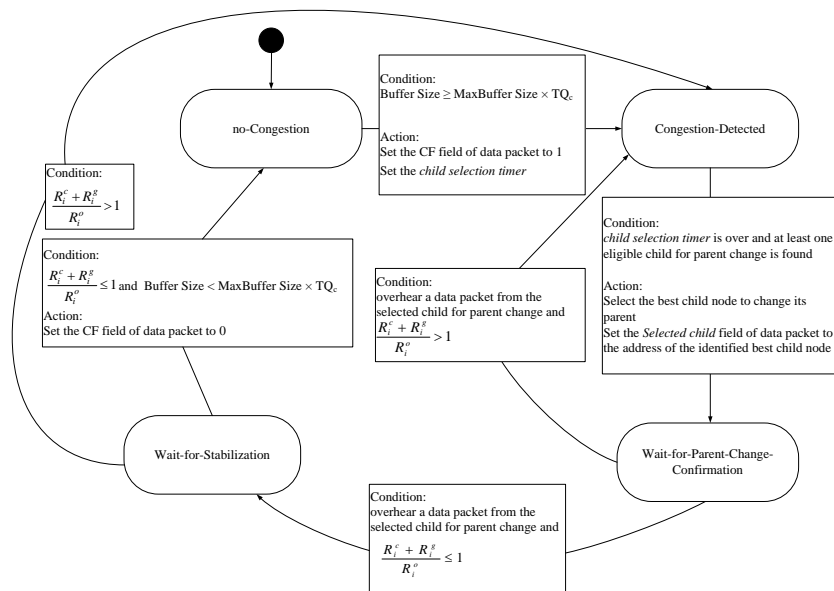 no-Congestion
Condition:
Buffer Size ≥ MaxBuffer Size × TQ_c
Action:
Set the CF field of data packet to 1
Set the child selection timer
Congestion-Detected
Condition:
(R_i^c + R_i^g) / R_i^o > 1
Condition:
(R_i^c + R_i^g) / R_i^o ≤ 1 and Buffer Size < MaxBuffer Size × TQ_c
Action:
Set the CF field of data packet to 0
Condition:
overhear a data packet from the
selected child for parent change and
(R_i^c + R_i^g) / R_i^o > 1
Condition:
child selection timer is over and at least one
eligible child for parent change is found
Action:
Select the best child node to change its
parent
Set the Selected child field of data packet to
the address of the identified best child node
Wait-for-Stabilization
Wait-for-Parent-Change-
Confirmation
Condition:
overhear a data packet from the
selected child for parent change and
(R_i^c + R_i^g) / R_i^o ≤ 1